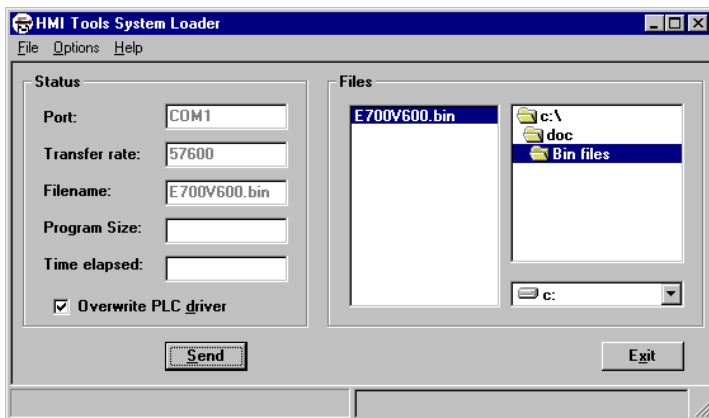 HMI Tools System Loader
File Options Help
Status
Port: COM1
Transfer rate: 57600
Filename: E700V600.bin
Program Size:
Time elapsed:
Overwrite PLC driver
Send
Files
E700V600.bin
c:\
doc
Bin files
c:
Exit